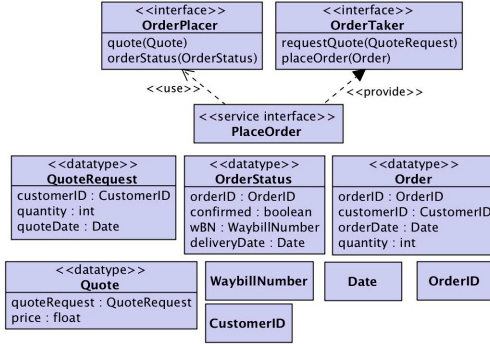 <<interface>>
OrderPlacer
quote(Quote)
orderStatus(OrderStatus)
<<interface>>
OrderTaker
requestQuote(QuoteRequest)
placeOrder(Order)
<<use>>
<<provide>>
<<service interface>>
PlaceOrder
<<datatype>>
QuoteRequest
customerID : CustomerID
quantity : int
quoteDate : Date
<<datatype>>
OrderStatus
orderID : OrderID
confirmed : boolean
wBN : WaybillNumber
deliveryDate : Date
<<datatype>>
Order
orderID : OrderID
customerID : CustomerID
orderDate : Date
quantity : int
<<datatype>>
Quote
quoteRequest : QuoteRequest
price : float
WaybillNumber
Date
OrderID
CustomerID